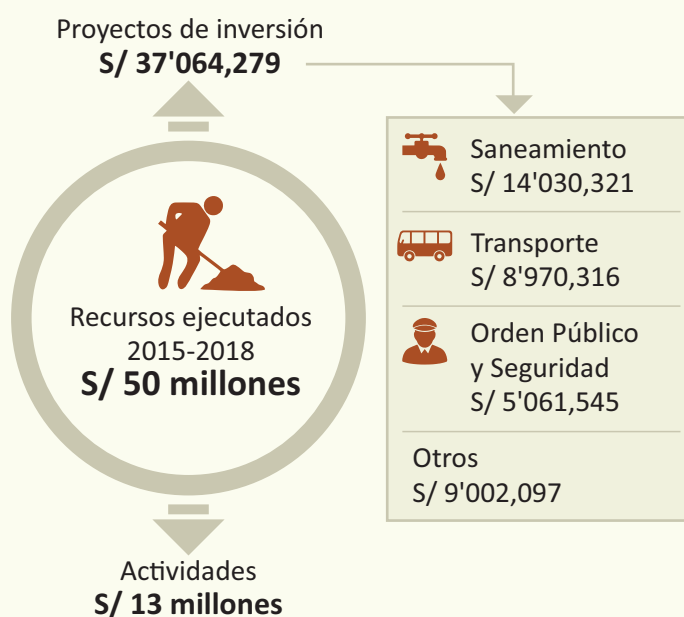 Proyectos de inversión
S/ 37'064,279
Saneamiento
S/ 14'030,321
Transporte
S/ 8'970,316
Orden Público
y Seguridad
S/ 5'061,545
Otros
S/ 9'002,097
Recursos ejecutados
2015-2018
S/ 50 millones
Actividades
S/ 13 millones